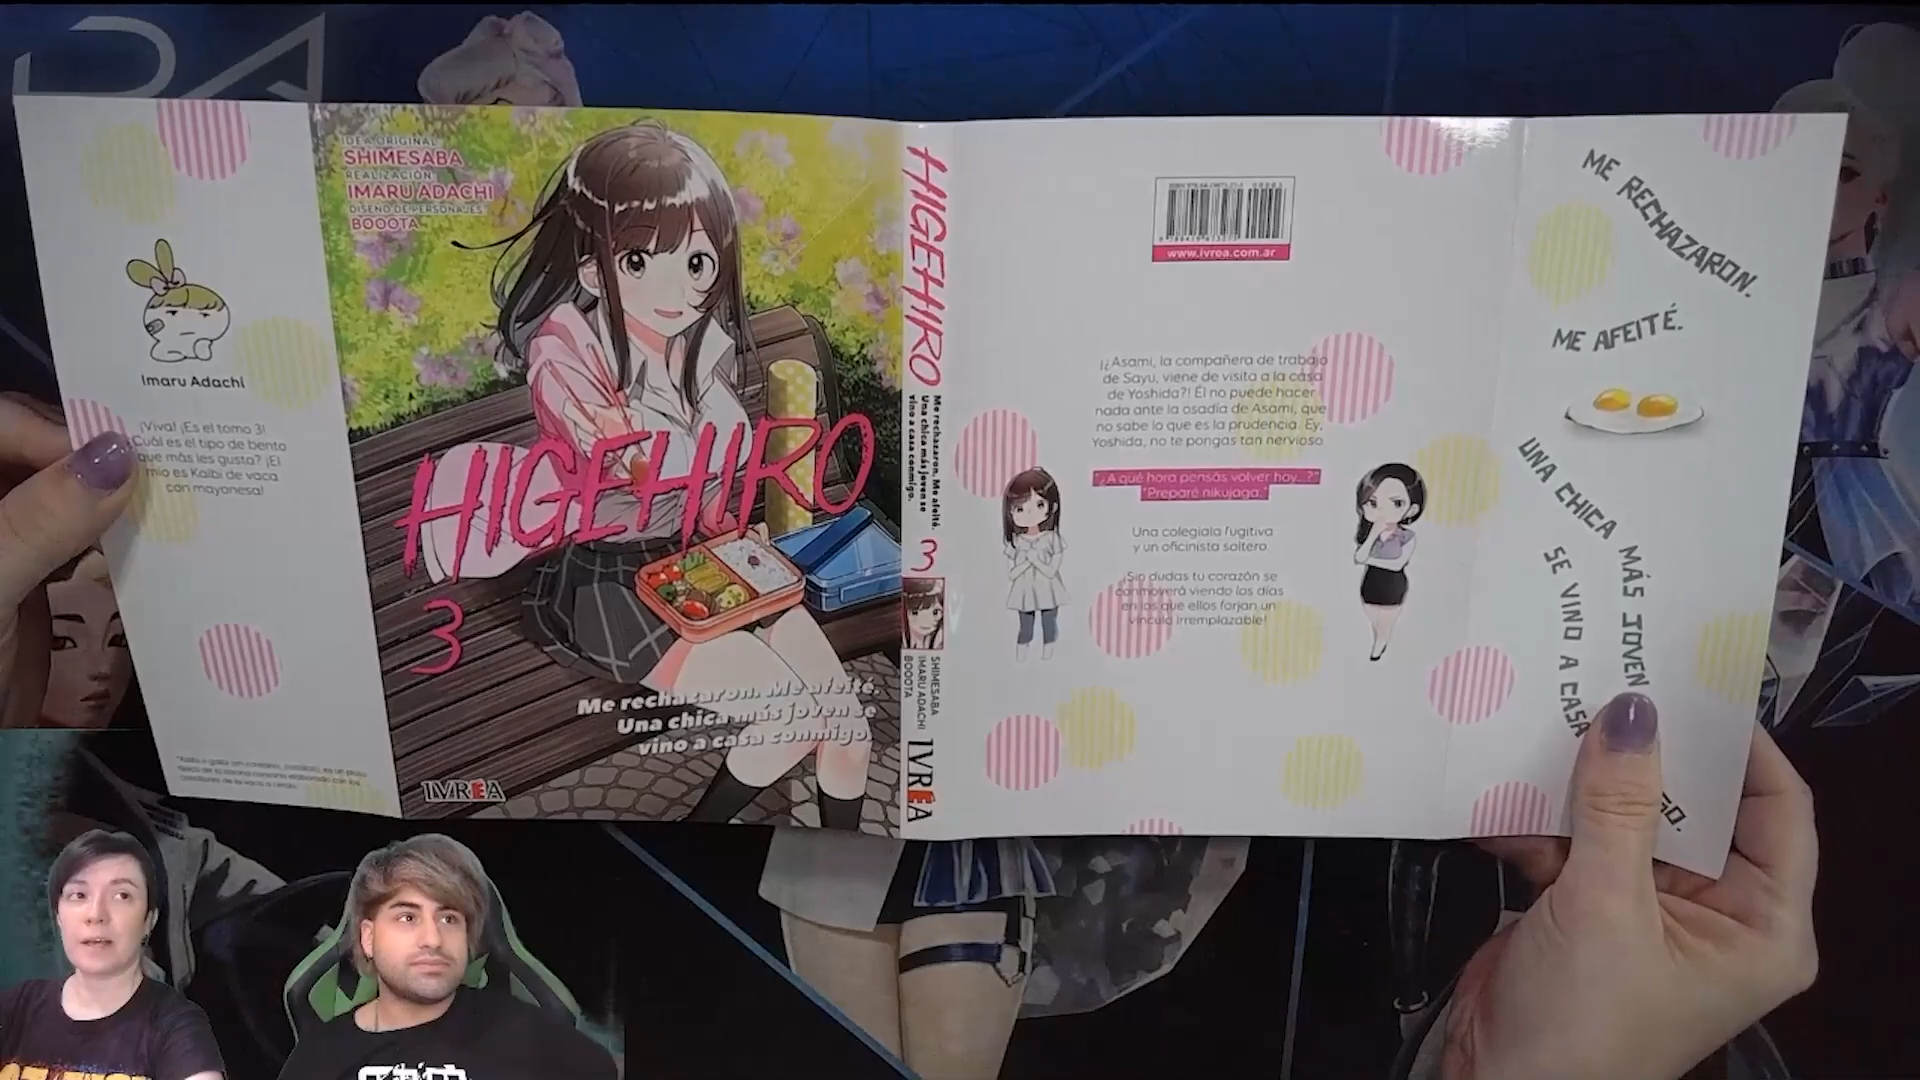 Imaru Adachi
¡Viva! ¡Es el tomo 3!
¿Cuál es el tipo de bento
que más les gusta? ¡El
mío es Kalbi de vaca
con mayonesa!
IDEA ORIGINAL:
SHIMESABA
REALIZACIÓN:
IMARU ADACHI
DISEÑO DE PERSONAJES:
BOOOTA
HIGEHIRO
3
Me rechazaron. Me afeité.
Una chica más joven se
vino a casa conmigo.
IVREA
HIGEHIRO
Me rechazaron. Me afeité.
Una chica más joven se
vino a casa conmigo.
3
SHIMESABA
IMARU ADACHI
BOOOTA
IVREA
www.ivrea.com.ar
¡¿Asami, la compañera de trabajo
de Sayu, viene de visita a la casa
de Yoshida?! Él no puede hacer
nada ante la osadía de Asami, que
no sabe lo que es la prudencia. Ey,
Yoshida, no te pongas tan nervioso
"¿A qué hora pensás volver hoy...?"
"Preparé nikujaga."
Una colegiala fugitiva
y un oficinista soltero
¡Sin dudas tu corazón se
conmoverá viendo los días
en los que ellos forjan un
vínculo irremplazable!
ME RECHAZARON.
ME AFEITÉ.
UNA CHICA MÁS JOVEN
SE VINO A CASA
GO.